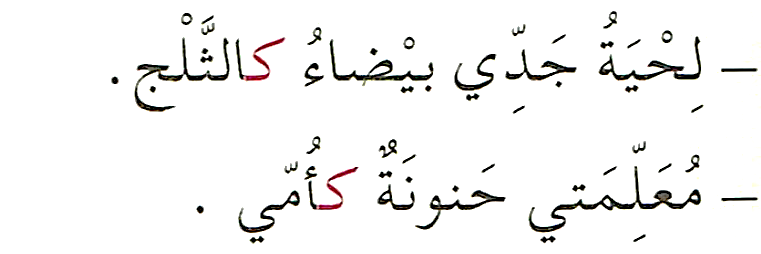 – لِحْيَةُ جَدِّي بيْضاءُ كالثَّلْج .
– مُعَلِّمَتي حَنونَةٌ كأُمّي .